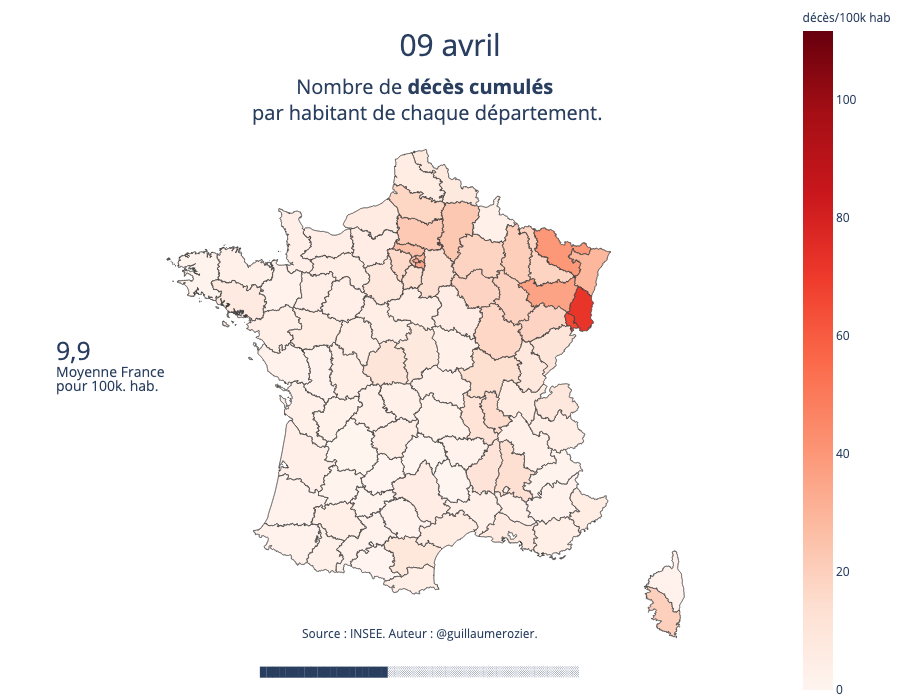 décès/100k hab
09 avril
Nombre de décès cumulés
par habitant de chaque département.
100
80
60
40
20
0
9,9
Moyenne France
pour 100k. hab.
Source : INSEE. Auteur : @guillaumerozier.